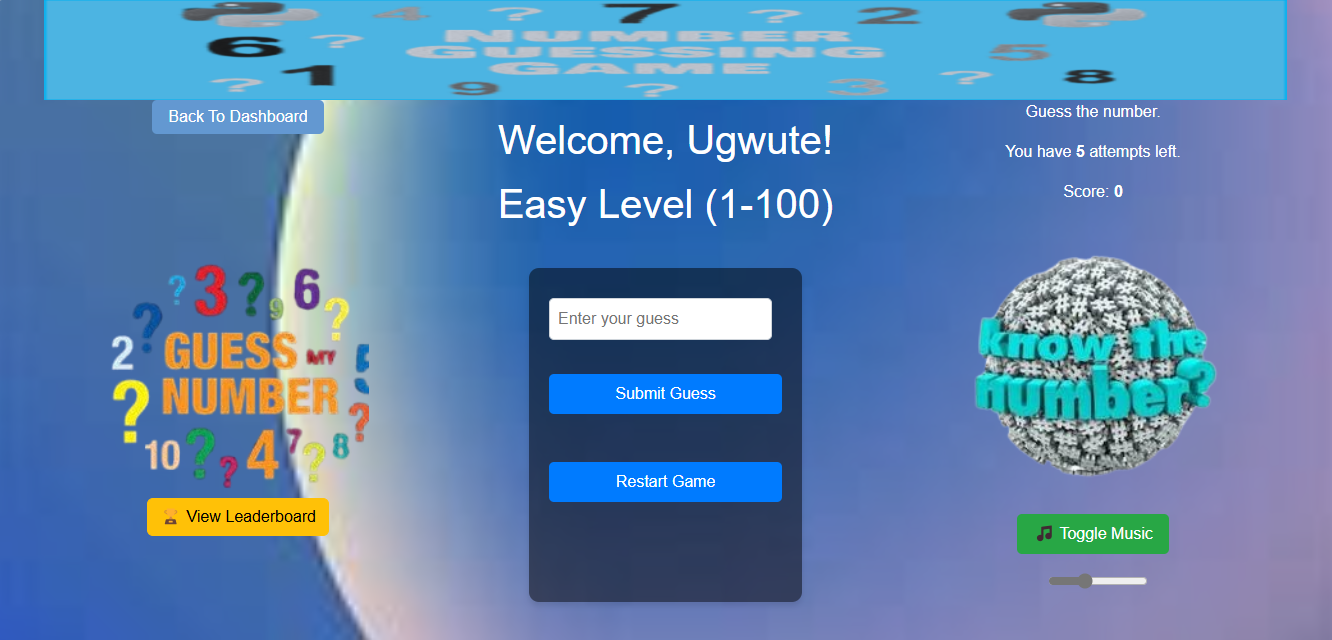 4 ? 7 ? 2
6 ? NUMBER 5
GUESSING
? 1 GAME ? 8
9 ? 3
Back To Dashboard
Guess the number.
Welcome, Ugwute!
You have 5 attempts left.
Easy Level (1-100)
Score: 0
? 3 ? 9 6
? ?
2 GUESS MY
? NUMBER ?
10 ? ? 4 7 ? 8
View Leaderboard
Enter your guess
Submit Guess
Restart Game
know the
number?
Toggle Music